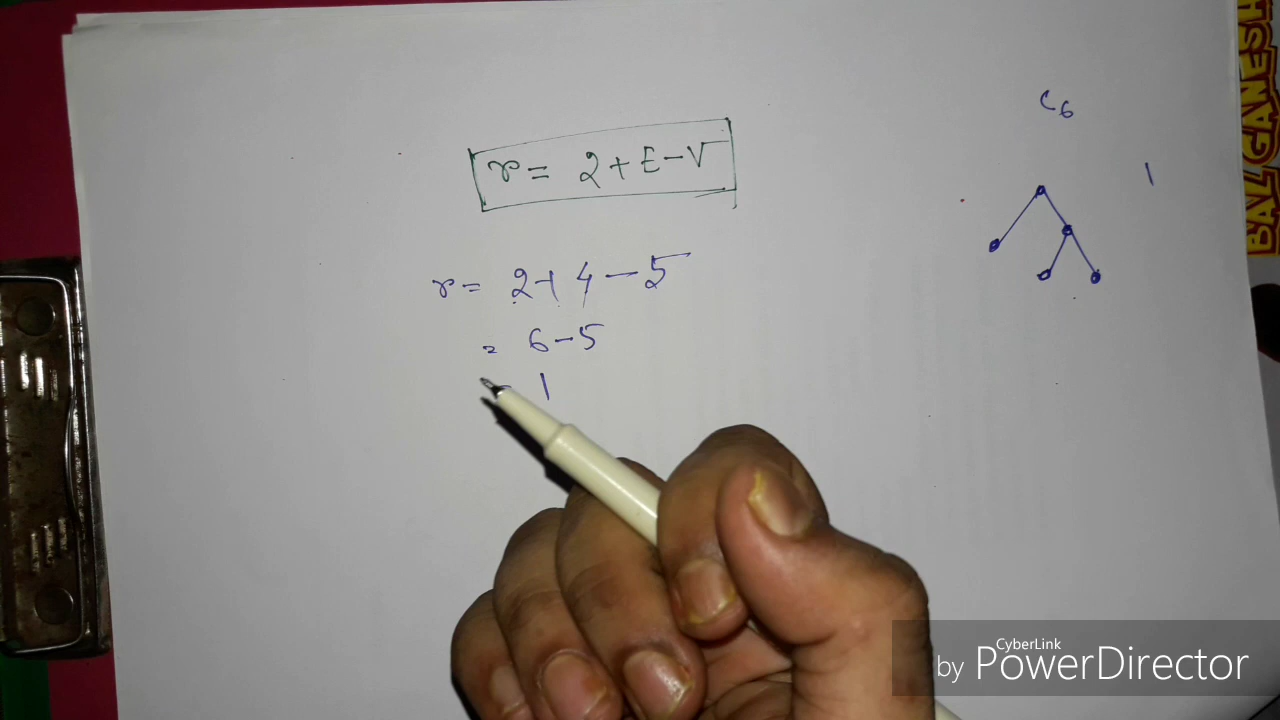 C6
r = 2 + E - V
1
r = 2 + 4 - 5
= 6 - 5
= 1
BAL GANESH
CyberLink
by PowerDirector